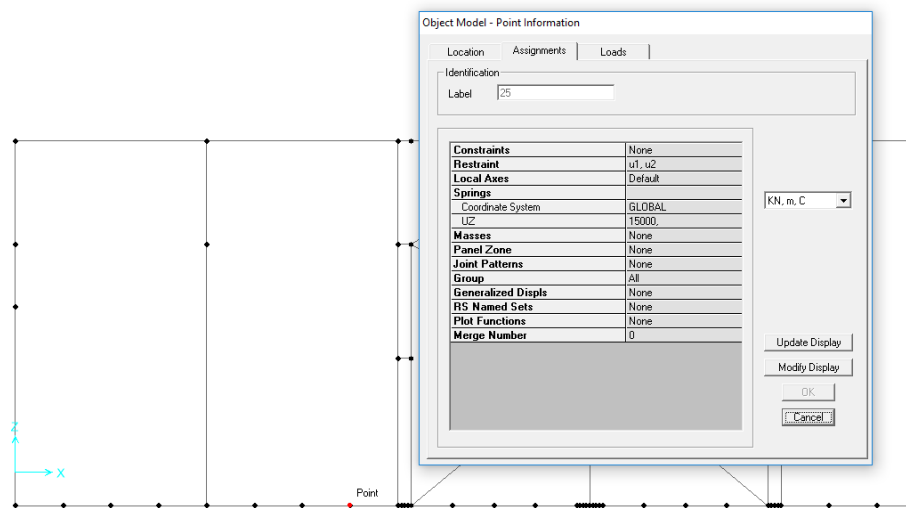 Object Model - Point Information
Location Assignments Loads
Identification
Label 25
Constraints None
Restraint u1, u2
Local Axes Default
Springs
Coordinate System GLOBAL
UZ 15000,
Masses None
Panel Zone None
Joint Patterns None
Group All
Generalized Displs None
RS Named Sets None
Plot Functions None
Merge Number 0
KN, m, C
Update Display
Modify Display
OK
Cancel
Z
X
Point